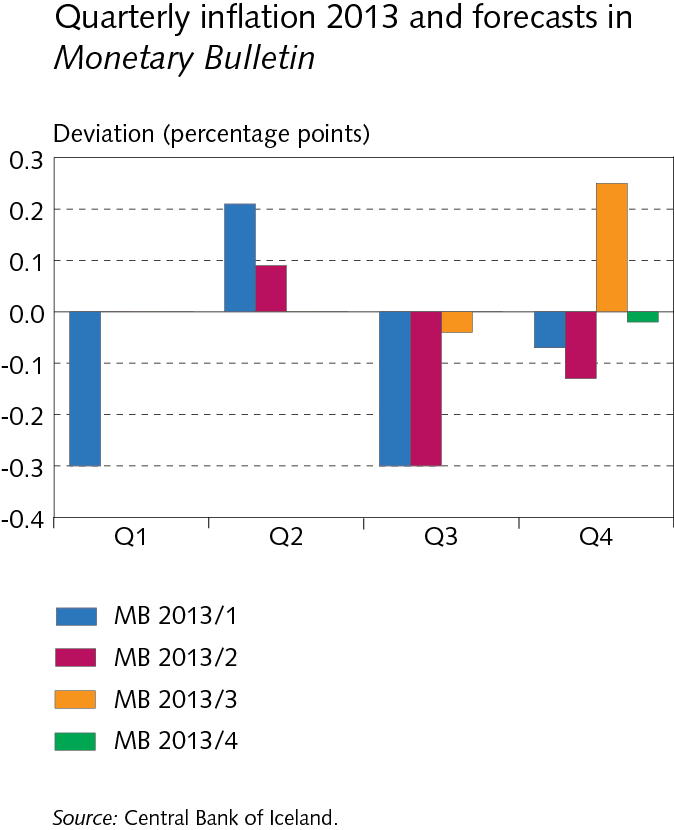 Quarterly inflation 2013 and forecasts in
Monetary Bulletin
Deviation (percentage points)
0.3
0.2
0.1
0.0
-0.1
-0.2
-0.3
-0.4
Q1 Q2 Q3 Q4
MB 2013/1
MB 2013/2
MB 2013/3
MB 2013/4
Source: Central Bank of Iceland.